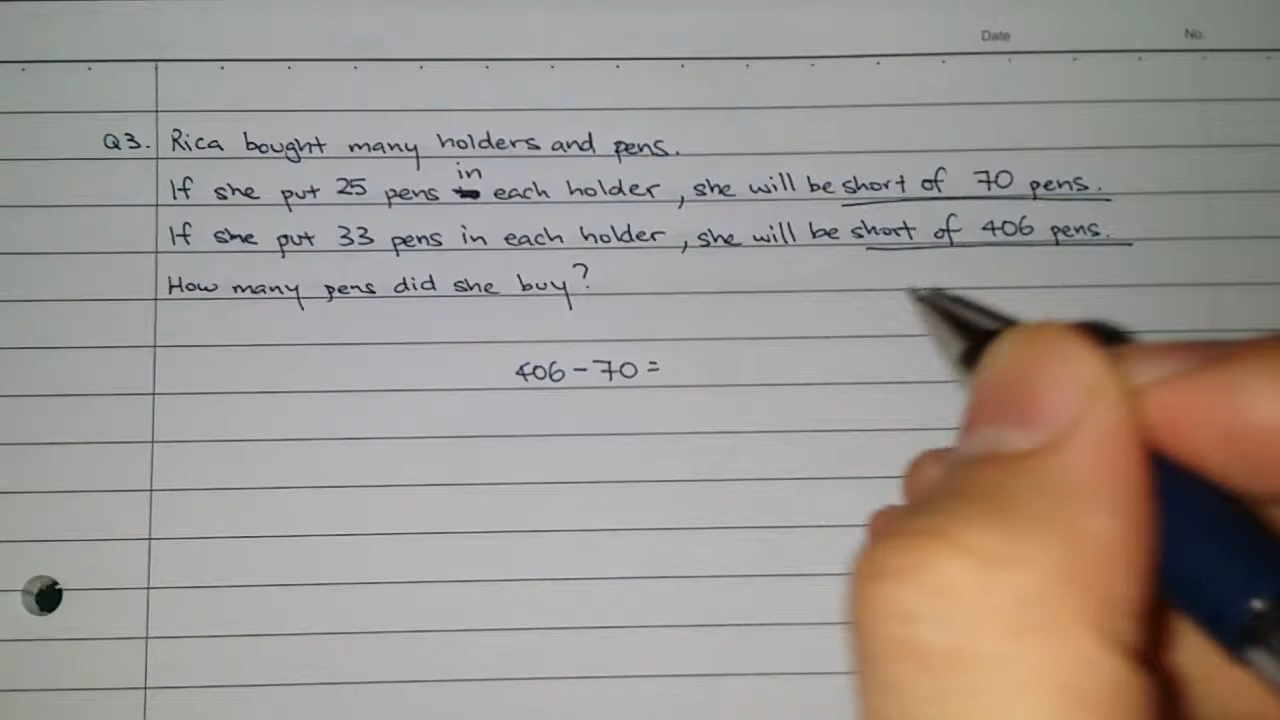 Date No.
Q3. Rica bought many holders and pens.
in
If she put 25 pens each holder, she will be short of 70 pens.
If she put 33 pens in each holder, she will be short of 406 pens.
How many pens did she buy?
406 - 70 =